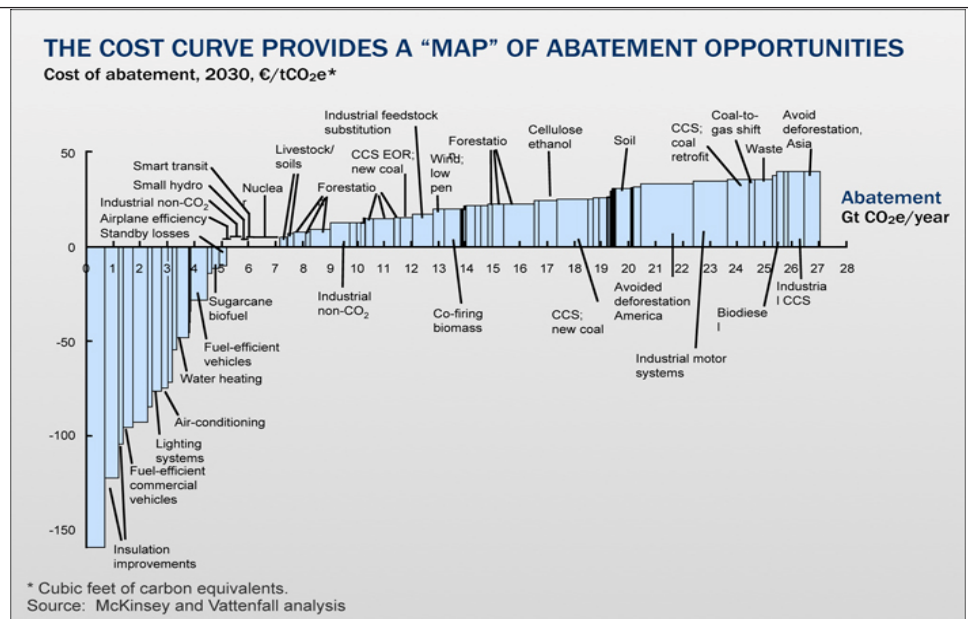 THE COST CURVE PROVIDES A “MAP” OF ABATEMENT OPPORTUNITIES
Cost of abatement, 2030, €/tCO₂e*
Industrial feedstock
substitution
Coal-to-
gas shift
Avoid
deforestation,
Asia
Cellulose
ethanol
CCS;
coal
retrofit
Livestock/
soils
CCS EOR;
new coal
Wind;
low
pen
Forestatio
n
Soil
Waste
50
Smart transit
Small hydro
Nuclea
r
Forestatio
Industrial non-CO₂
Airplane efficiency
Standby losses
Abatement
Gt CO₂e/year
0
0 1 2 3 4 5 6 7 8 9 10 11 12 13 14 15 16 17 18 19 20 21 22 23 24 25 26 27 28
Sugarcane
biofuel
Industrial
non-CO₂
Co-firing
biomass
CCS;
new coal
Avoided
deforestation
America
Biodiese
l
Industria
l CCS
-50
Fuel-efficient
vehicles
Industrial motor
systems
Water heating
Air-conditioning
-100
Lighting
systems
Fuel-efficient
commercial
vehicles
-150
Insulation
improvements
* Cubic feet of carbon equivalents.
Source: McKinsey and Vattenfall analysis